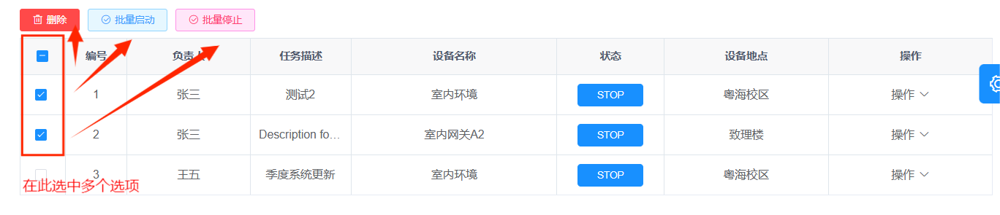 删除 批量启动 批量停止
编号 负责人 任务描述 设备名称 状态 设备地点 操作
1 张三 测试2 室内环境 STOP 粤海校区 操作
2 张三 Description fo... 室内网关A2 STOP 致理楼 操作
3 王五 季度系统更新 室内环境 STOP 粤海校区 操作
在此选中多个选项